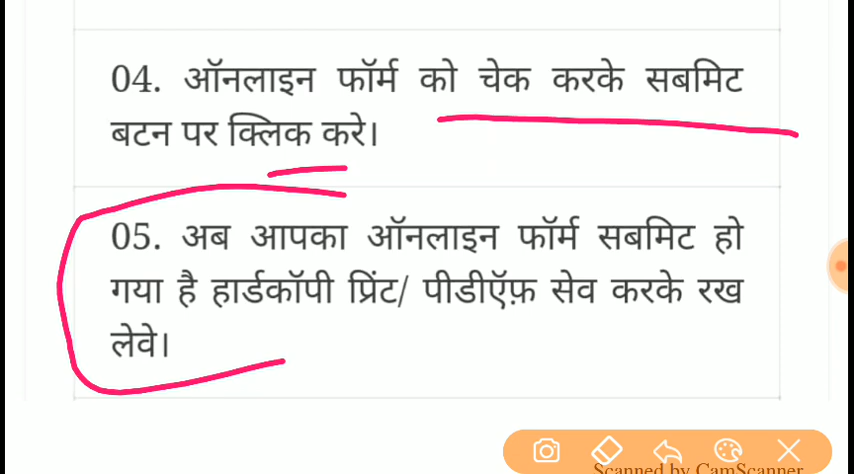 04. ऑनलाइन फॉर्म को चेक करके सबमिट
बटन पर क्लिक करे।
05. अब आपका ऑनलाइन फॉर्म सबमिट हो
गया है हार्डकॉपी प्रिंट/ पीडीऍफ़ सेव करके रख
लेवे।
Scanned by CamScanner